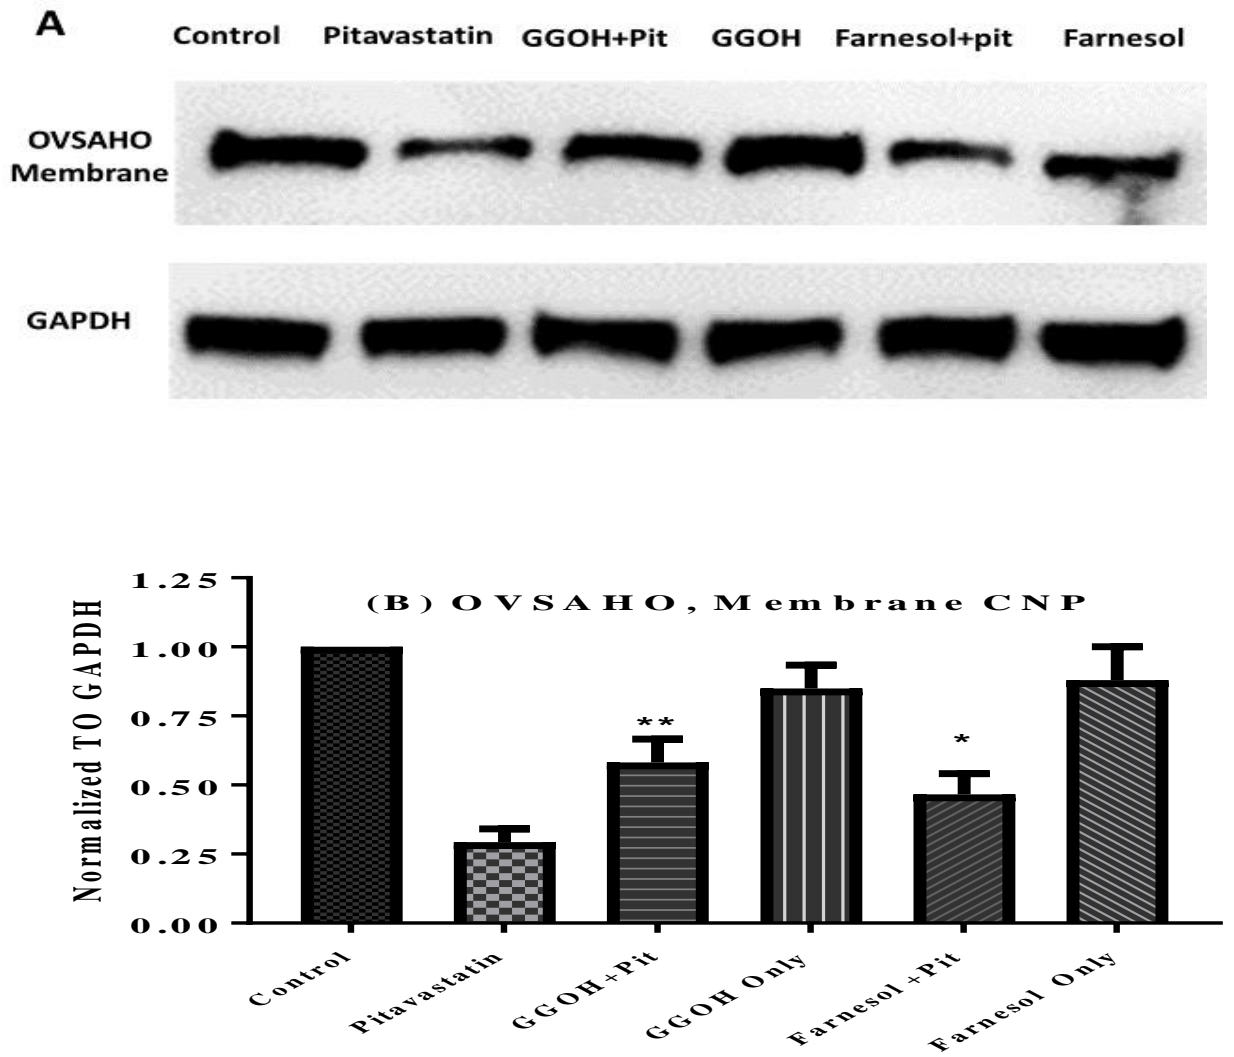 A
Control Pitavastatin GGOH+Pit GGOH Farnesol+pit Farnesol
OVSAHO
Membrane
GAPDH
(B) OVSAHO, Membrane CNP
Normalized TO GAPDH
1.25
1.00
0.75
0.50
0.25
0.00
**
*
Control
Pitavastatin
GGOH+Pit
GGOH Only
Farnesol +Pit
Farnesol Only